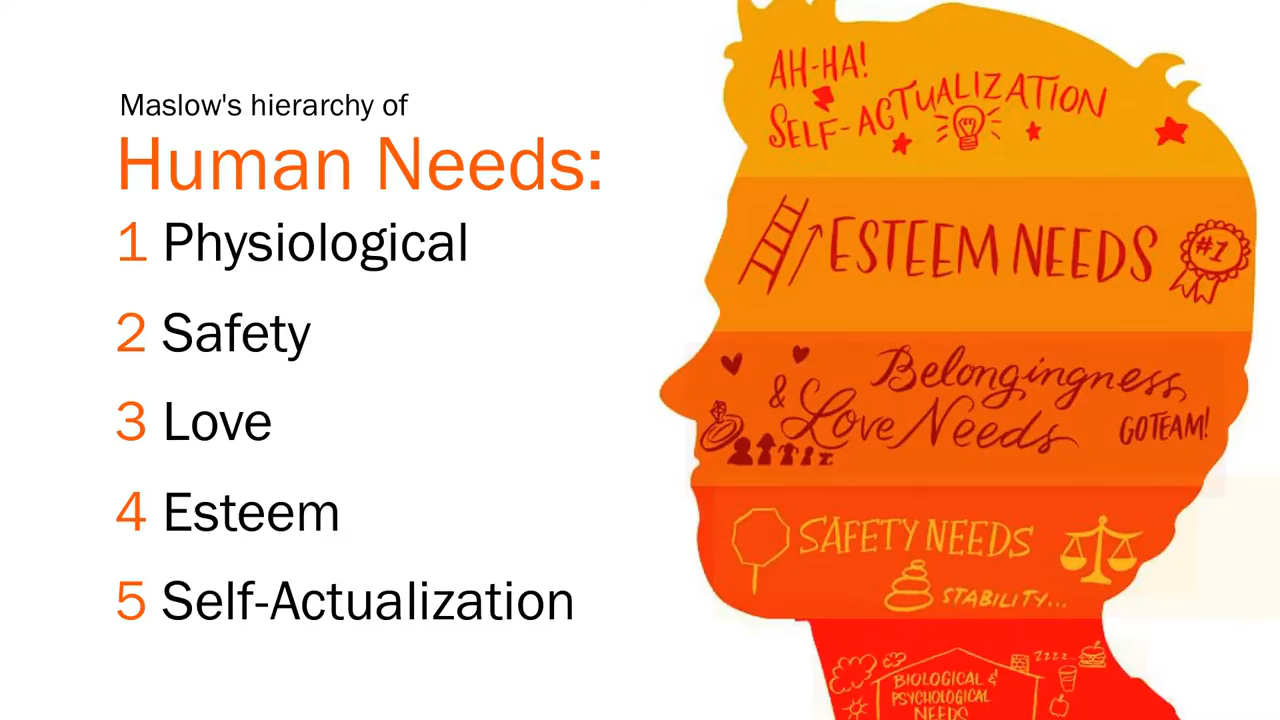 Maslow's hierarchy of
Human Needs:
1 Physiological
2 Safety
3 Love
4 Esteem
5 Self-Actualization
AH-HA!
SELF-ACTUALIZATION
ESTEEM NEEDS
#1
Belongingness
& Love Needs
GO TEAM!
SAFETY NEEDS
STABILITY...
zzzz
BIOLOGICAL &
PSYCHOLOGICAL
NEEDS